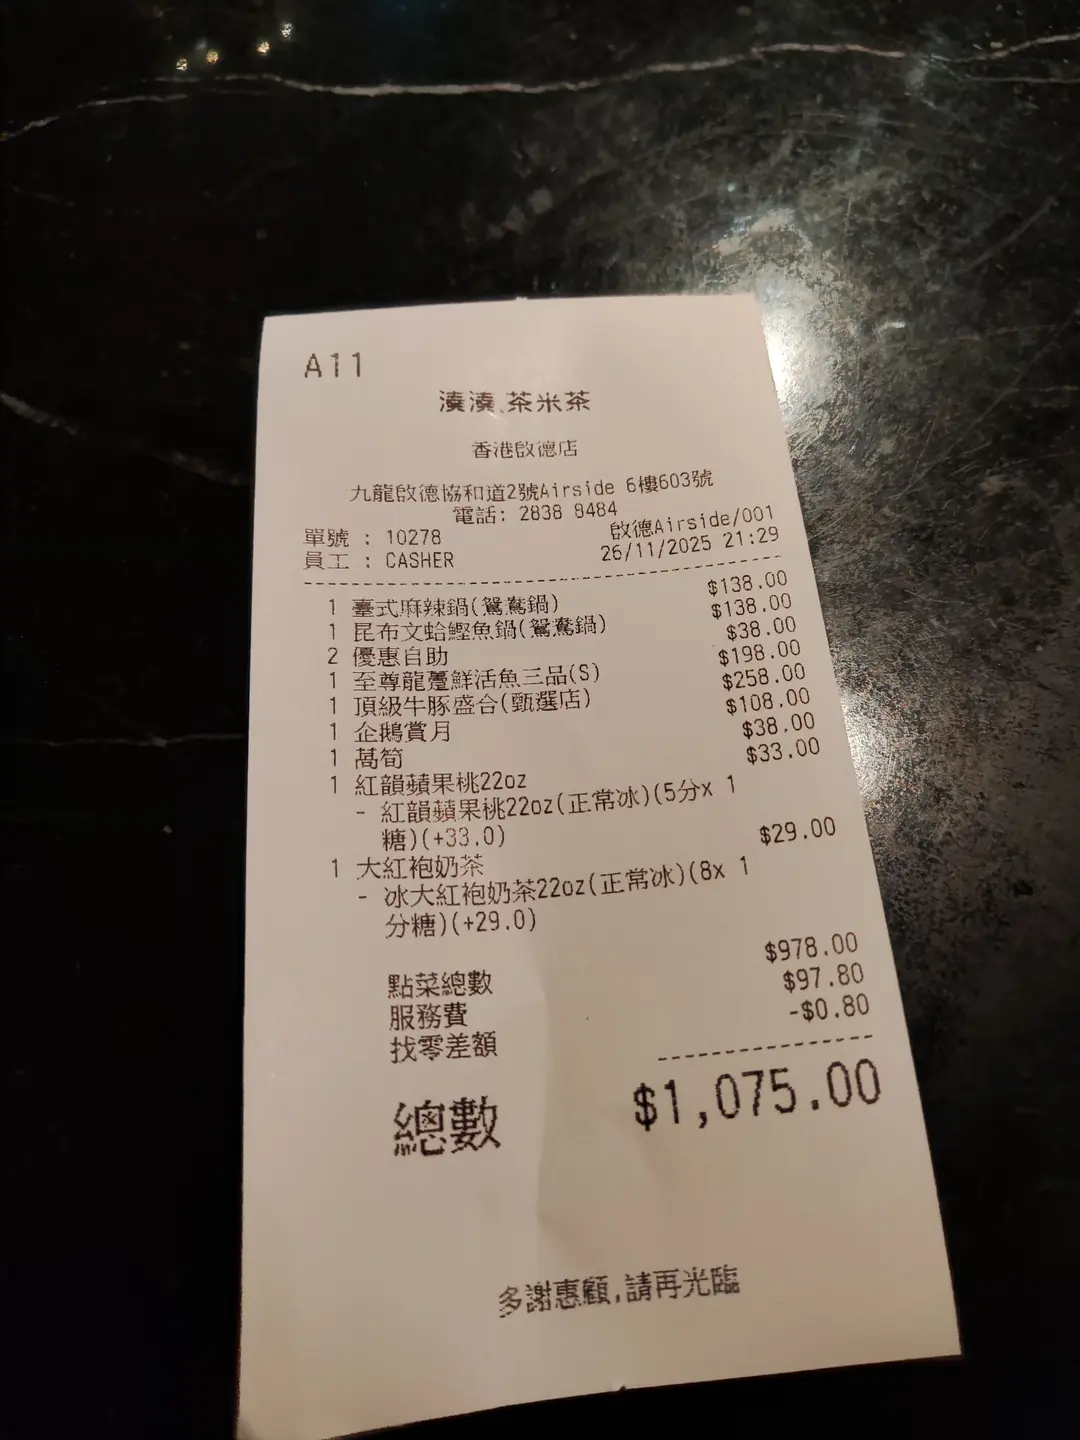 A11
湊湊.茶米茶
香港啟德店
九龍啟德協和道2號Airside 6樓603號
電話: 2838 8484
單號 : 10278 啟德Airside/001
員工 : CASHER 26/11/2025 21:29
1 臺式麻辣鍋(鴛鴦鍋) $138.00
1 昆布文蛤鰹魚鍋(鴛鴦鍋) $138.00
2 優惠自助 $38.00
1 至尊龍躉鮮活魚三品(S) $198.00
1 頂級牛豚盛合(甄選店) $258.00
1 企鵝賞月 $108.00
1 萵筍 $38.00
1 紅韻蘋果桃22oz $33.00
- 紅韻蘋果桃22oz(正常冰)(5分x 1
糖)(+33.0)
1 大紅袍奶茶 $29.00
- 冰大紅袍奶茶22oz(正常冰)(8x 1
分糖)(+29.0)
點菜總數 $978.00
服務費 $97.80
找零差額 -$0.80
總數 $1,075.00
多謝惠顧,請再光臨